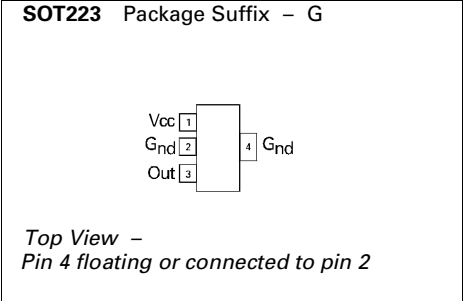 SOT223 Package Suffix – G
Vcc 1
Gnd 2
4 Gnd
Out 3
Top View –
Pin 4 floating or connected to pin 2